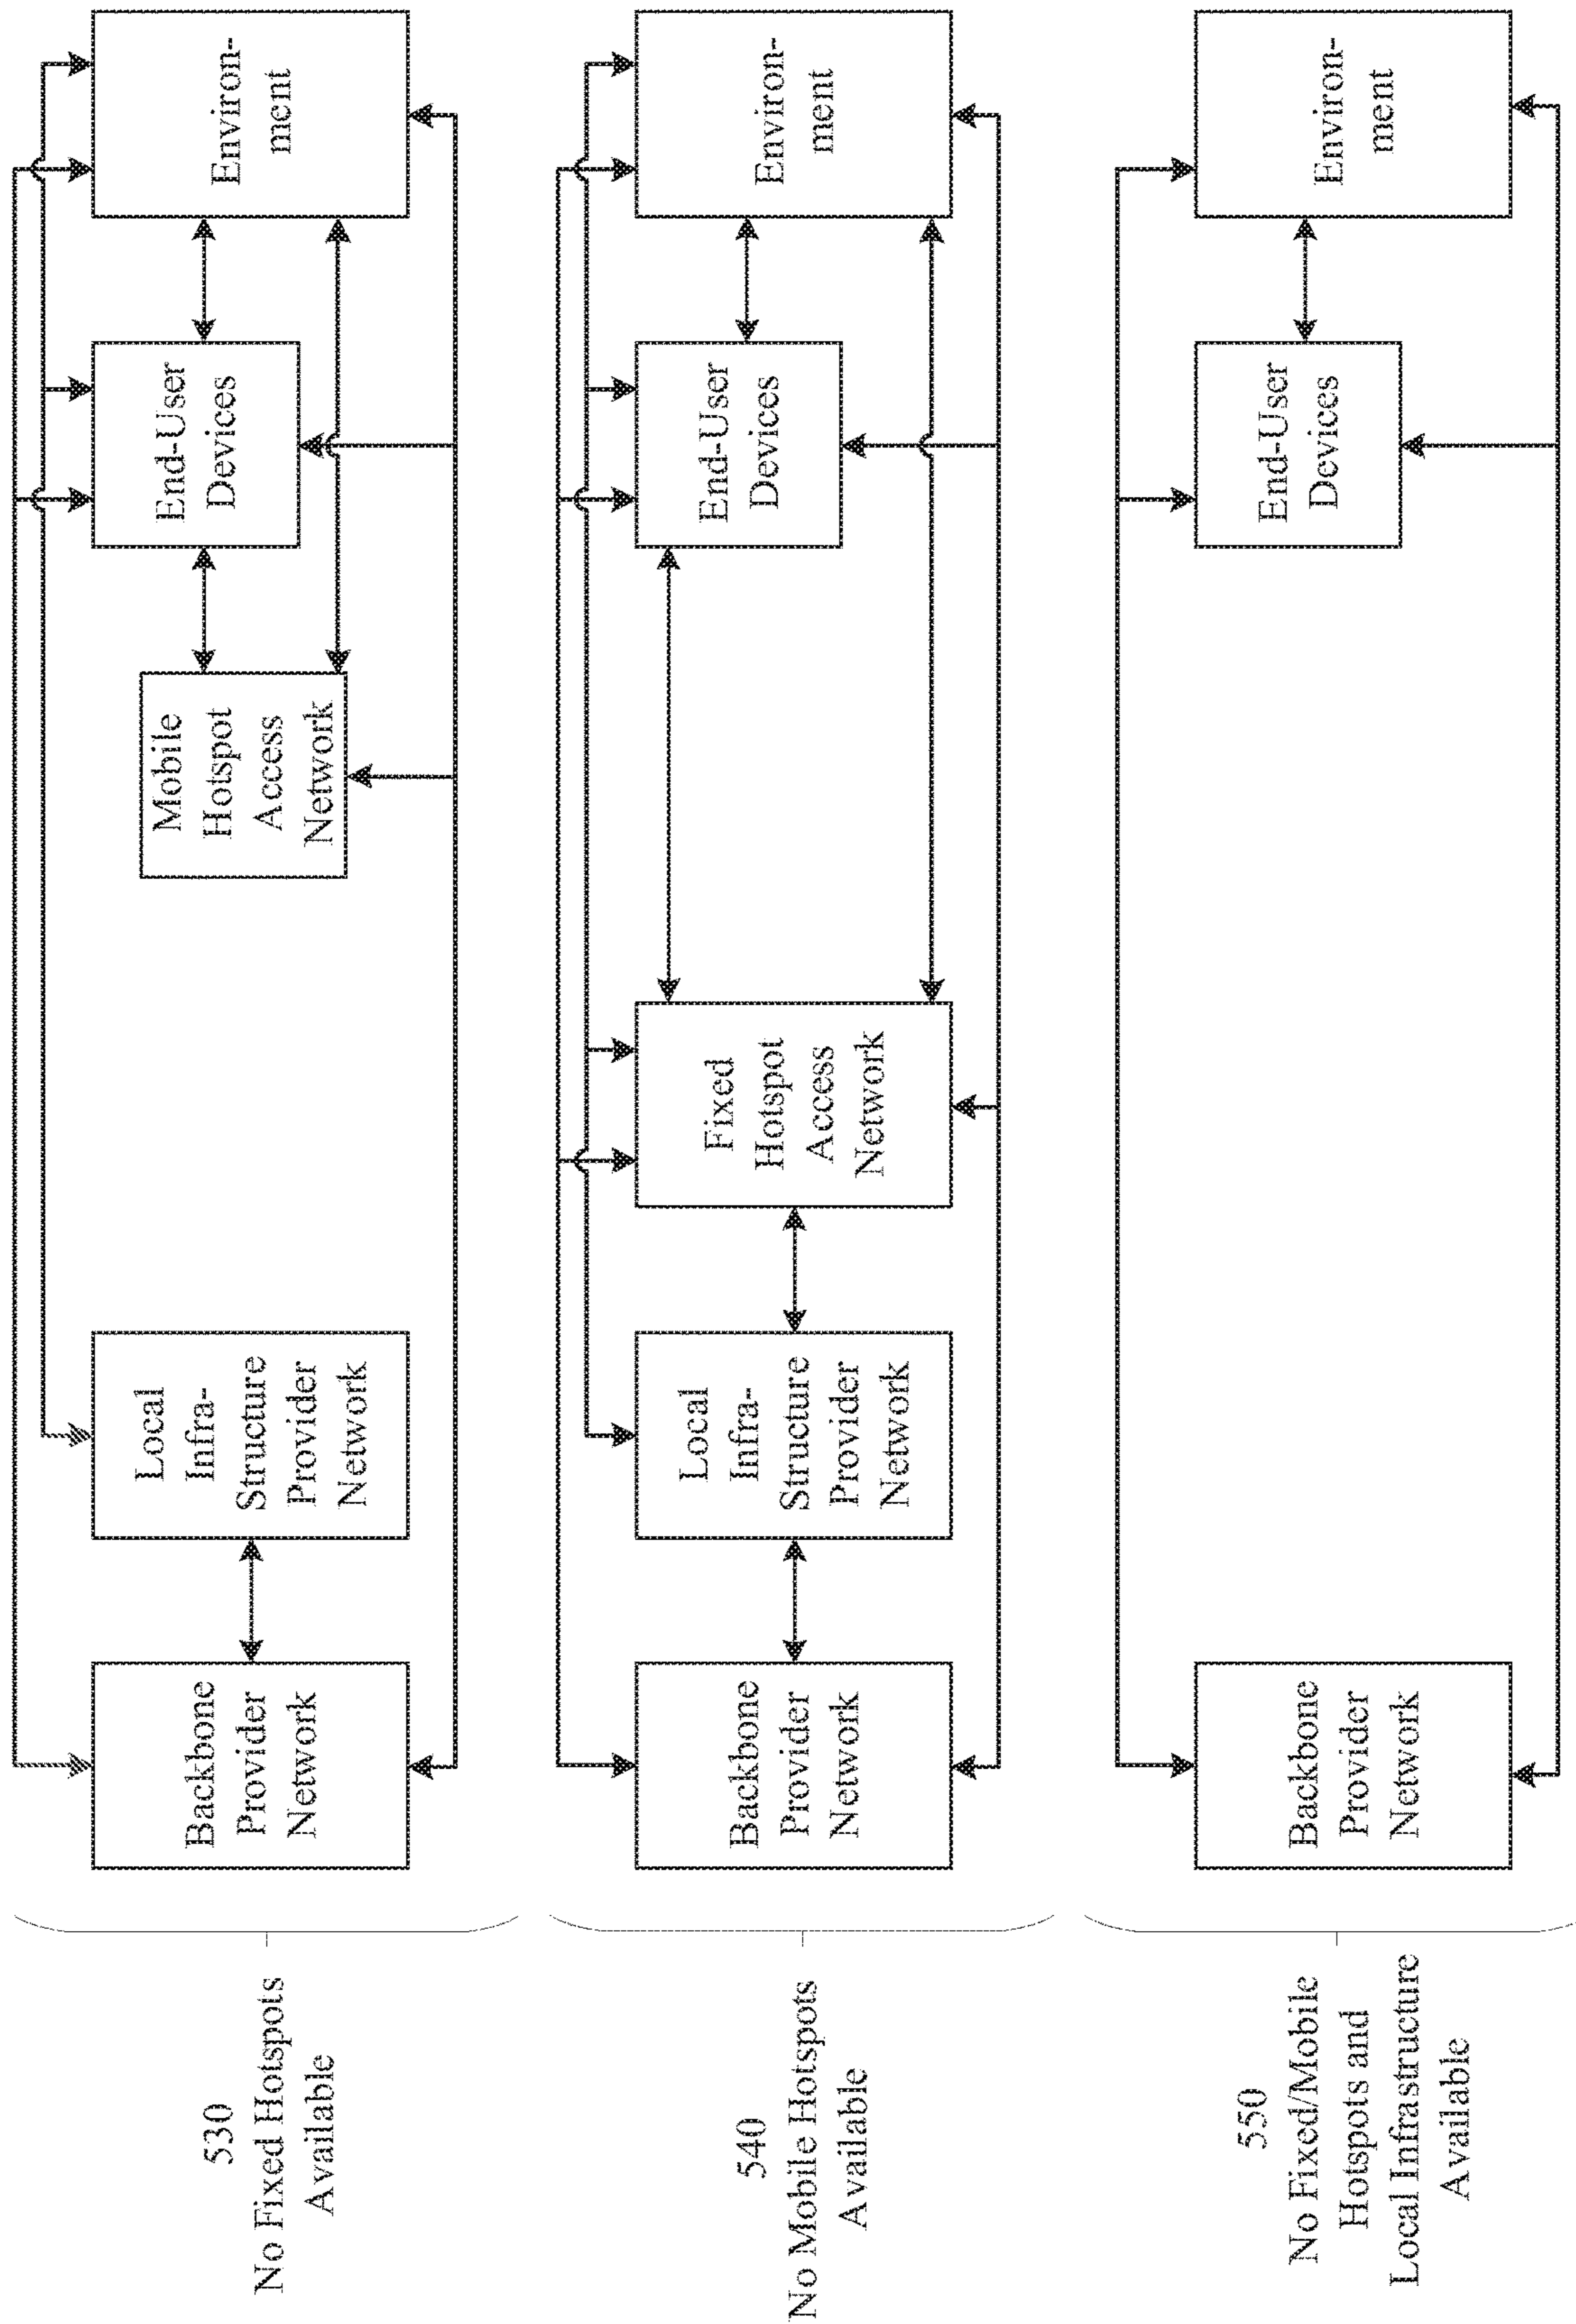 530
No Fixed Hotspots
Available
Backbone
Provider
Network
Local
Infra-
Structure
Provider
Network
Mobile
Hotspot
Access
Network
End-User
Devices
Environ-
ment
540
No Mobile Hotspots
Available
Backbone
Provider
Network
Local
Infra-
Structure
Provider
Network
Fixed
Hotspot
Access
Network
End-User
Devices
Environ-
ment
550
No Fixed/Mobile
Hotspots and
Local Infrastructure
Available
Backbone
Provider
Network
End-User
Devices
Environ-
ment